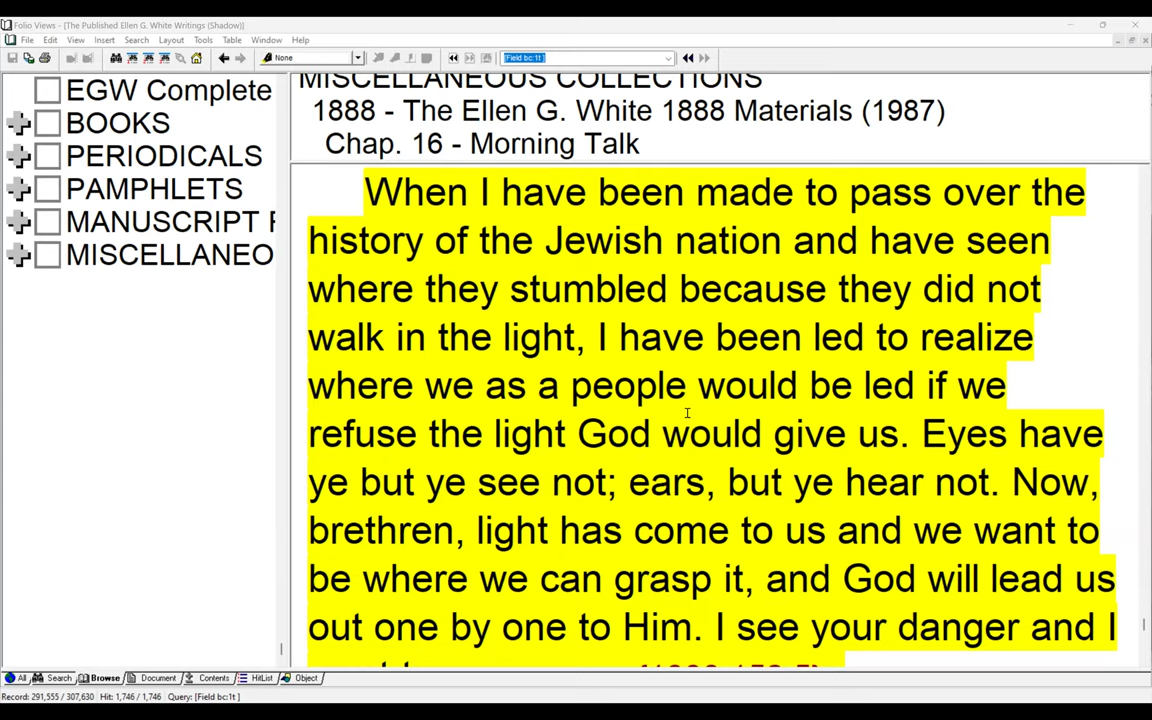 Folio Views - [The Published Ellen G. White Writings (Shadow)]
File Edit View Insert Search Layout Tools Table Window Help
None
[Field bc:1t]
EGW Complete
BOOKS
PERIODICALS
PAMPHLETS
MANUSCRIPT
MISCELLANEO
MISCELLANEOUS COLLECTIONS
1888 - The Ellen G. White 1888 Materials (1987)
Chap. 16 - Morning Talk
When I have been made to pass over the
history of the Jewish nation and have seen
where they stumbled because they did not
walk in the light, I have been led to realize
where we as a people would be led if we
refuse the light God would give us. Eyes have
ye but ye see not; ears, but ye hear not. Now,
brethren, light has come to us and we want to
be where we can grasp it, and God will lead us
out one by one to Him. I see your danger and I
All Search Browse Document Contents HitList Object
Record: 291,555 / 307,630 Hit: 1,746 / 1,746 Query: [Field bc:1t ]